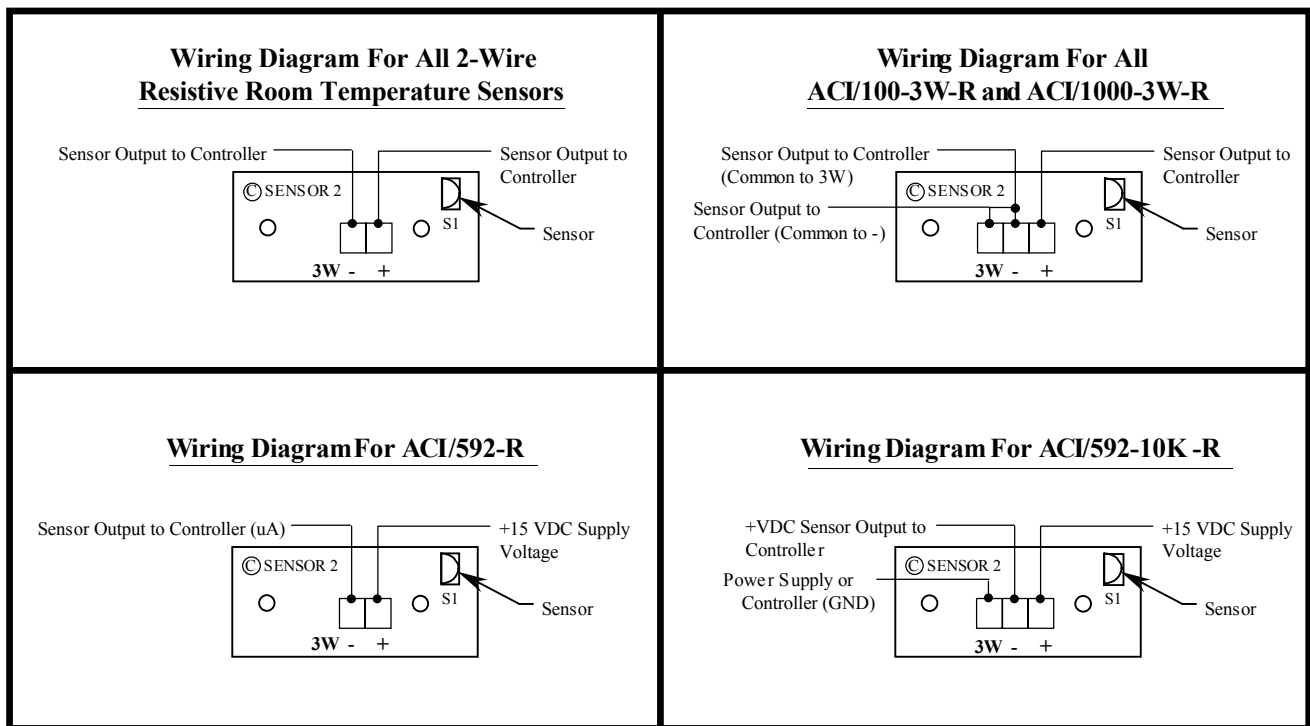 Wiring Diagram For All 2-Wire
Resistive Room Temperature Sensors
Sensor Output to Controller
Sensor Output to
Controller
© SENSOR 2
S1
Sensor
3W - +
Wiring Diagram For All
ACI/100-3W-R and ACI/1000-3W-R
Sensor Output to Controller
(Common to 3W)
Sensor Output to
Controller
Sensor Output to
Controller (Common to -)
© SENSOR 2
S1
Sensor
3W - +
Wiring Diagram For ACI/592-R
Sensor Output to Controller (uA)
+15 VDC Supply
Voltage
© SENSOR 2
S1
Sensor
3W - +
Wiring Diagram For ACI/592-10K -R
+VDC Sensor Output to
Controller
+15 VDC Supply
Voltage
Power Supply or
Controller (GND)
© SENSOR 2
S1
Sensor
3W - +